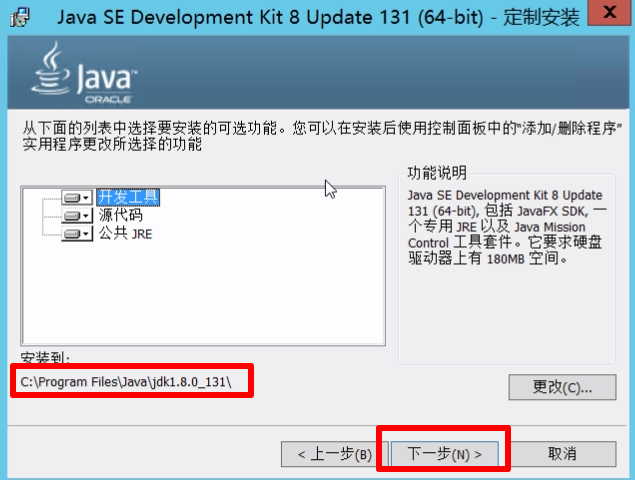 Java SE Development Kit 8 Update 131 (64-bit) - 定制安装
X
Java™
ORACLE
从下面的列表中选择要安装的可选功能。您可以在安装后使用控制面板中的“添加/删除程序”
实用程序更改所选择的功能
开发工具
源代码
公共 JRE
功能说明
Java SE Development Kit 8 Update
131 (64-bit), 包括 JavaFX SDK, 一
个专用 JRE 以及 Java Mission
Control 工具套件。它要求硬盘
驱动器上有 180MB 空间。
安装到:
C:\Program Files\Java\jdk1.8.0_131\
更改(C)...
< 上一步(B)
下一步(N) >
取消